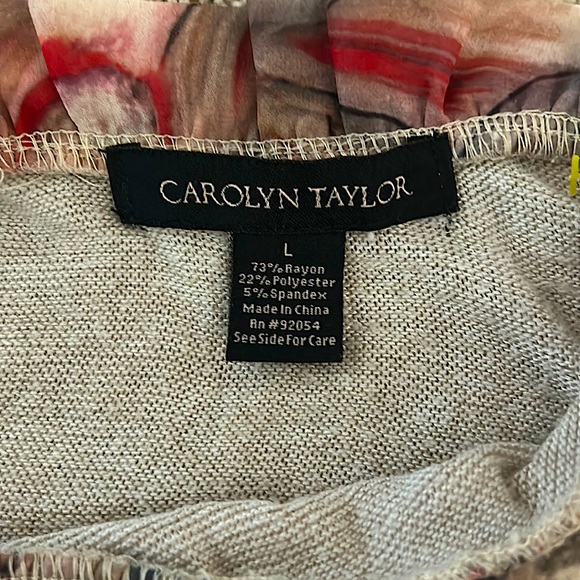 CAROLYN TAYLOR
L
73% Rayon
22% Polyester
5% Spandex
Made In China
Rn #92054
See Side For Care